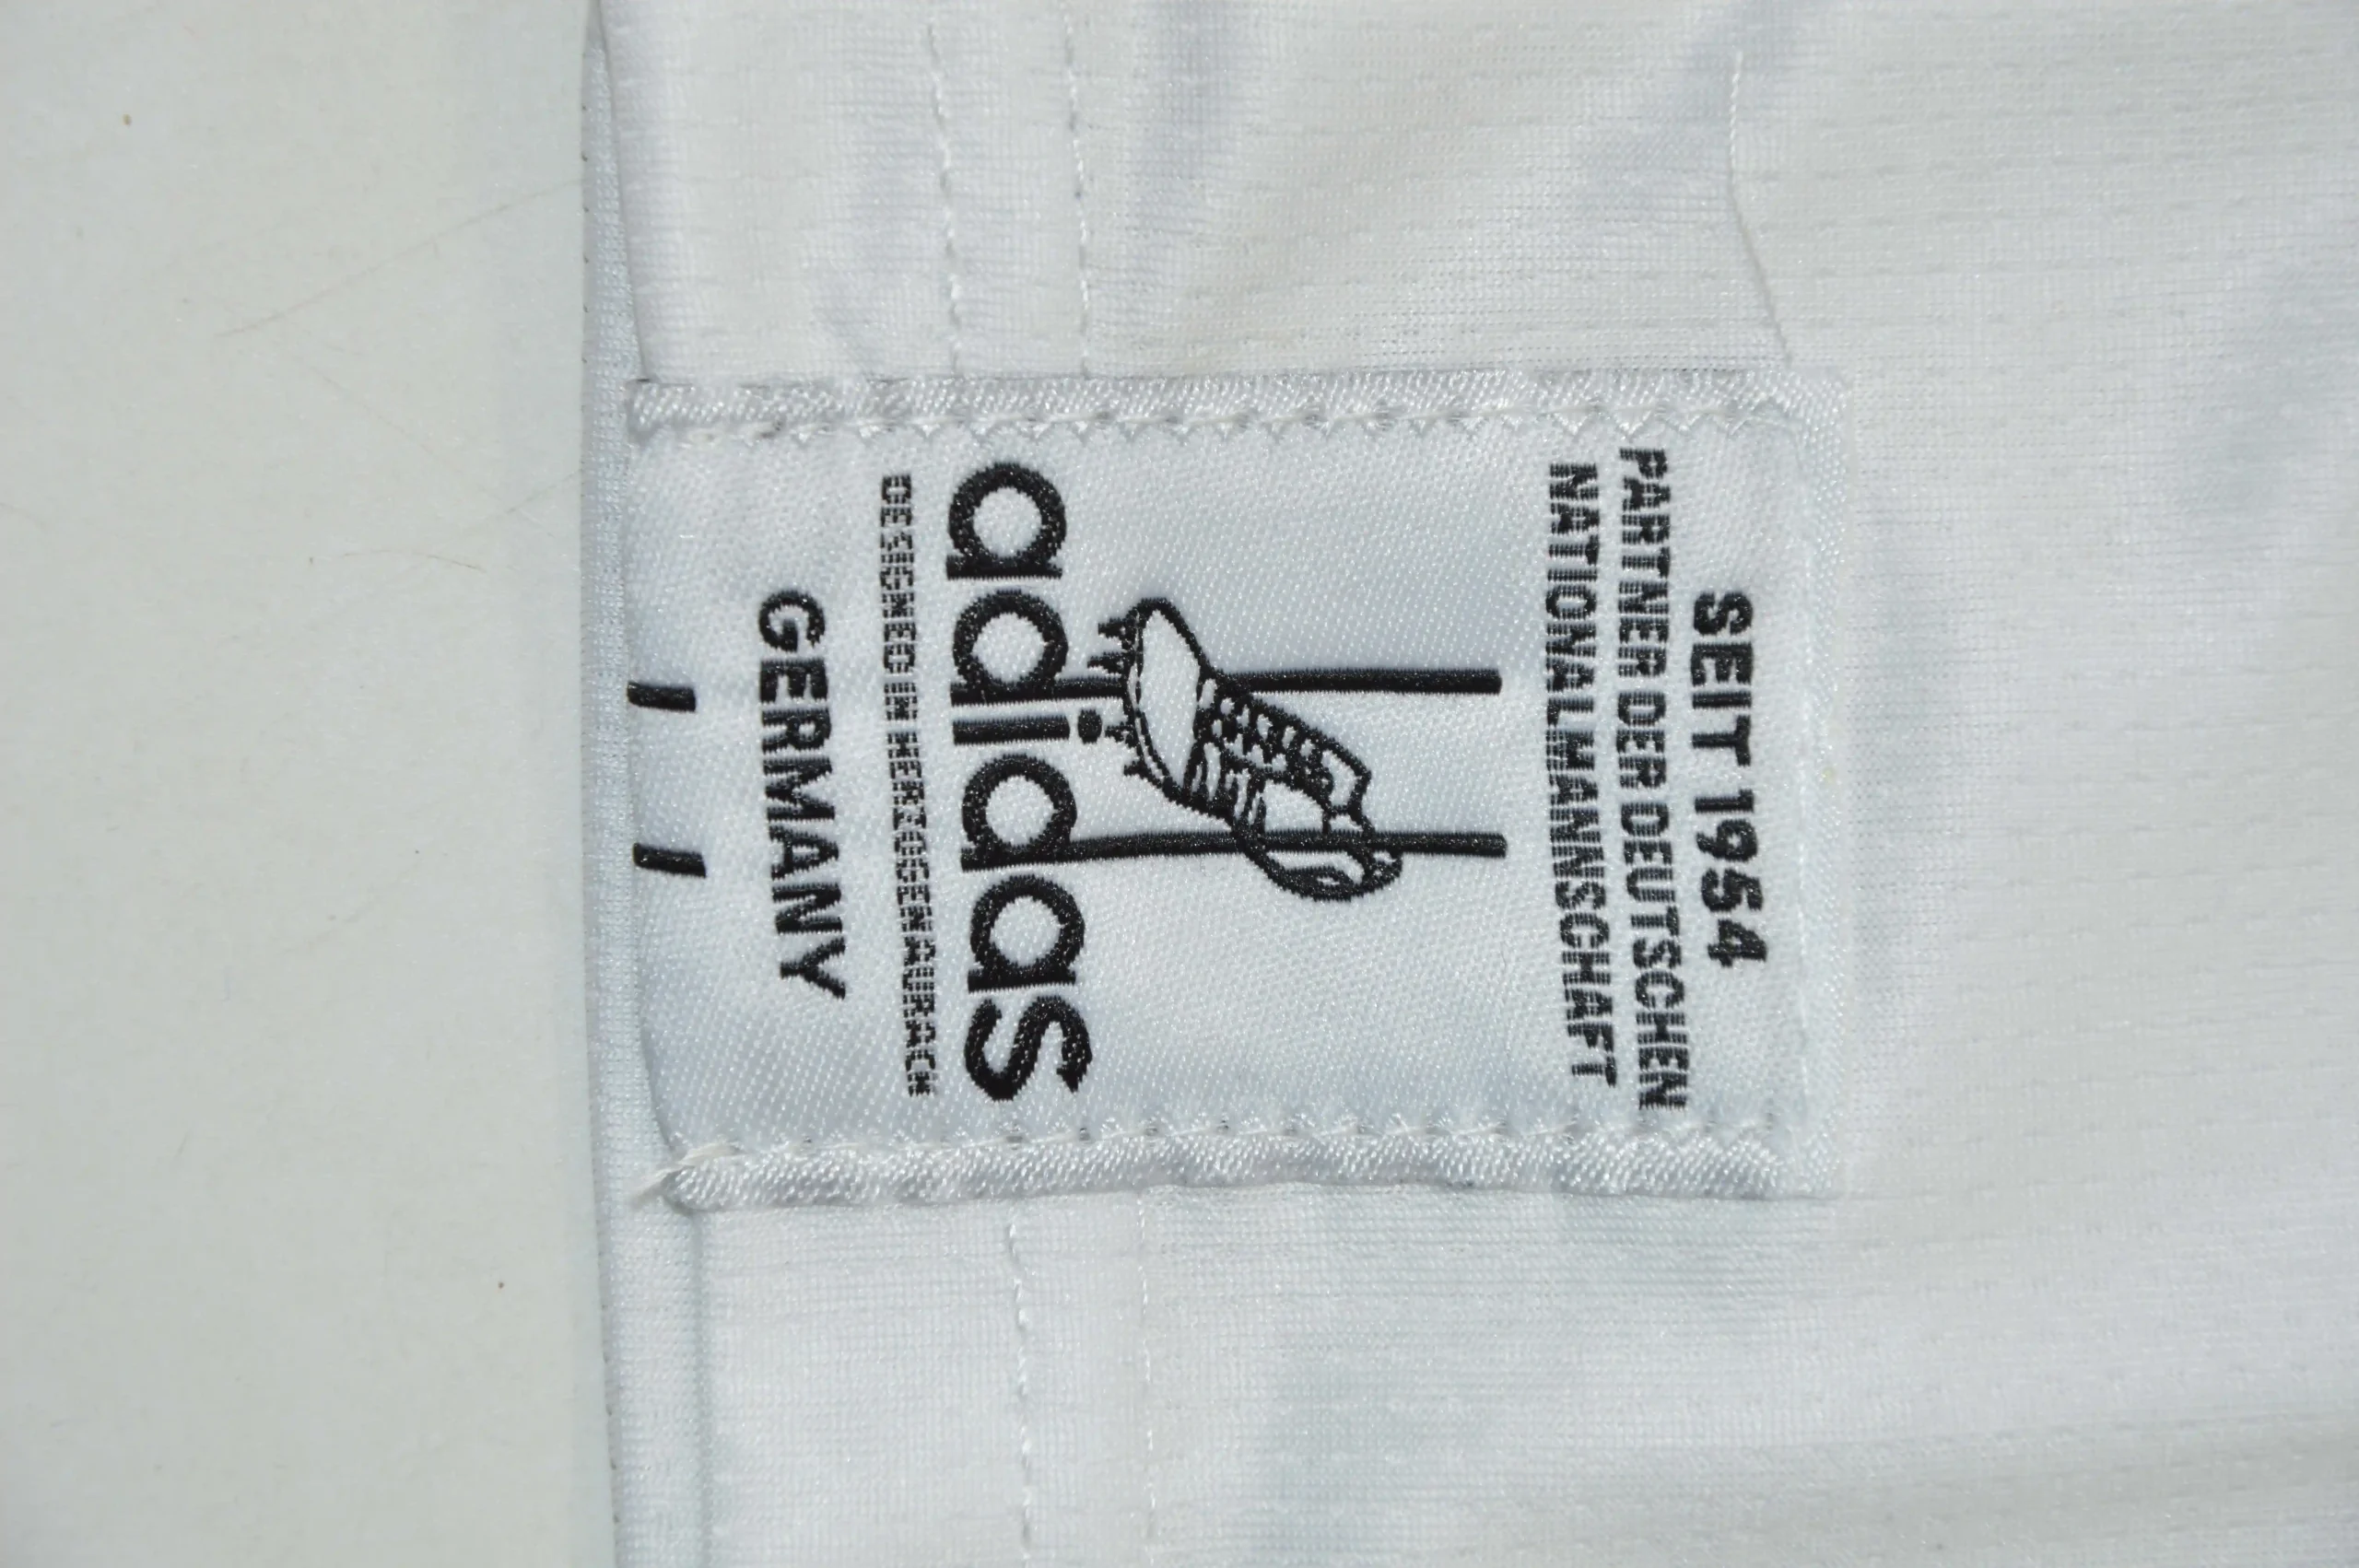 SEIT 1954
PARTNER DER DEUTSCHEN
NATIONALMANNSCHAFT
adidas
DESIGNED IN HERZOGENAURACH
GERMANY